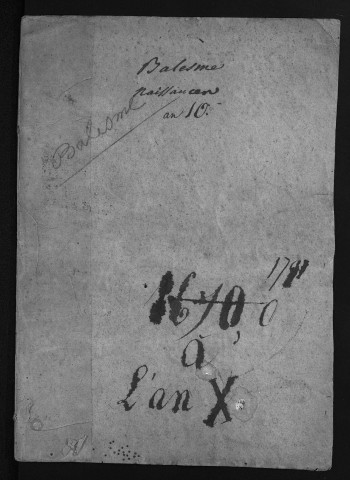 Balesme
naissances
an 10.
Balesme
1791
1670
à
L'an X